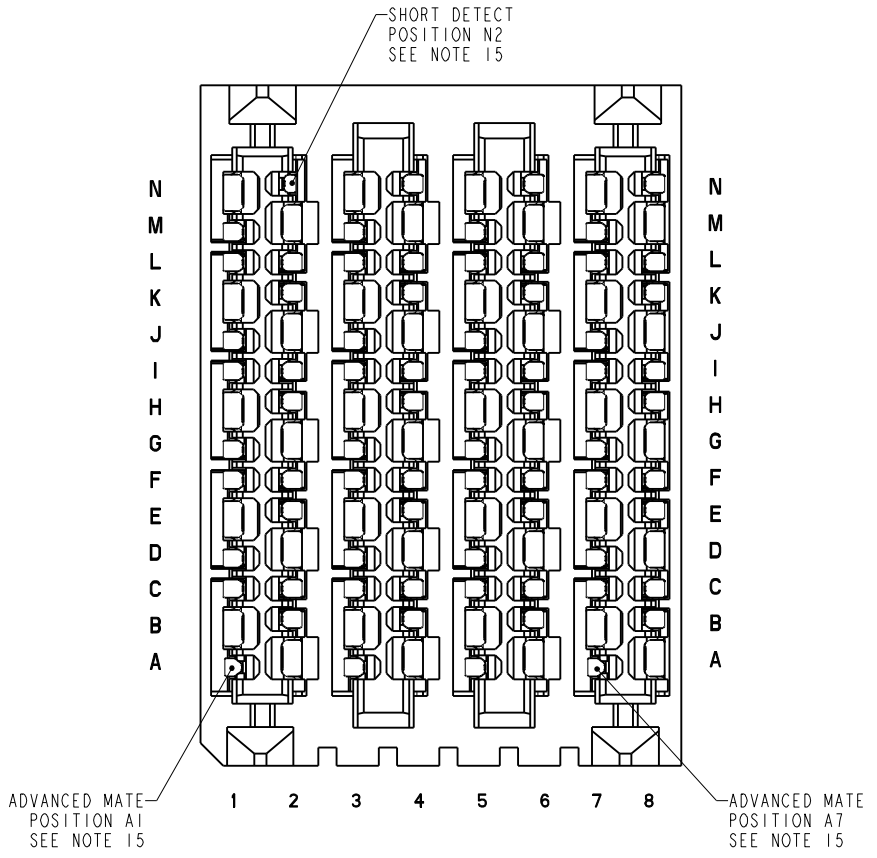 SHORT DETECT
POSITION N2
SEE NOTE 15
N N
M M
L L
K K
J J
I I
H H
G G
F F
E E
D D
C C
B B
A A
1 2 3 4 5 6 7 8
ADVANCED MATE
POSITION A1
SEE NOTE 15
ADVANCED MATE
POSITION A7
SEE NOTE 15